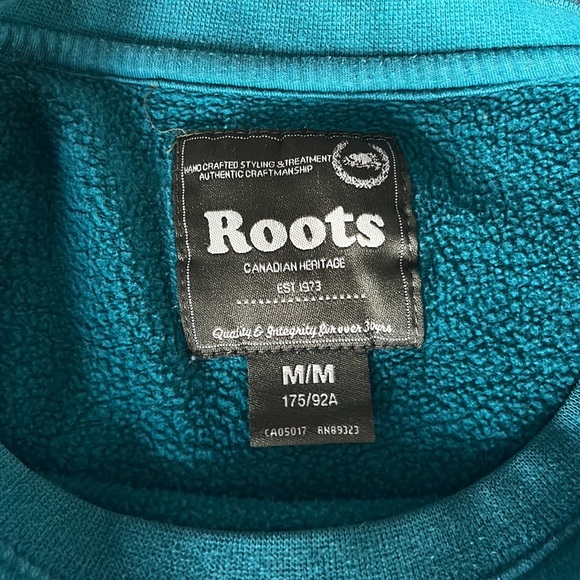 HAND CRAFTED STYLING & TREATMENT
AUTHENTIC CRAFTMANSHIP
Roots
CANADIAN HERITAGE
EST 1973
Quality & Integrity for over 30yrs
M/M
175/92A
CA05017 RN89323